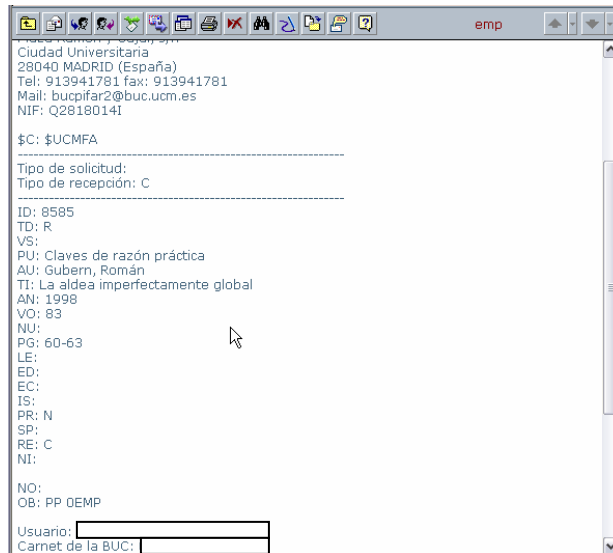 emp
Ciudad Universitaria
28040 MADRID (España)
Tel: 913941781 fax: 913941781
Mail: bucpifar2@buc.ucm.es
NIF: Q2818014I
$C: $UCMFA
---------------------------------------------------------------
Tipo de solicitud:
Tipo de recepción: C
---------------------------------------------------------------
ID: 8585
TD: R
VS:
PU: Claves de razón práctica
AU: Gubern, Román
TI: La aldea imperfectamente global
AN: 1998
VO: 83
NU:
PG: 60-63
LE:
ED:
EC:
IS:
PR: N
SP:
RE: C
NI:
NO:
OB: PP 0EMP
Usuario:
Carnet de la BUC: